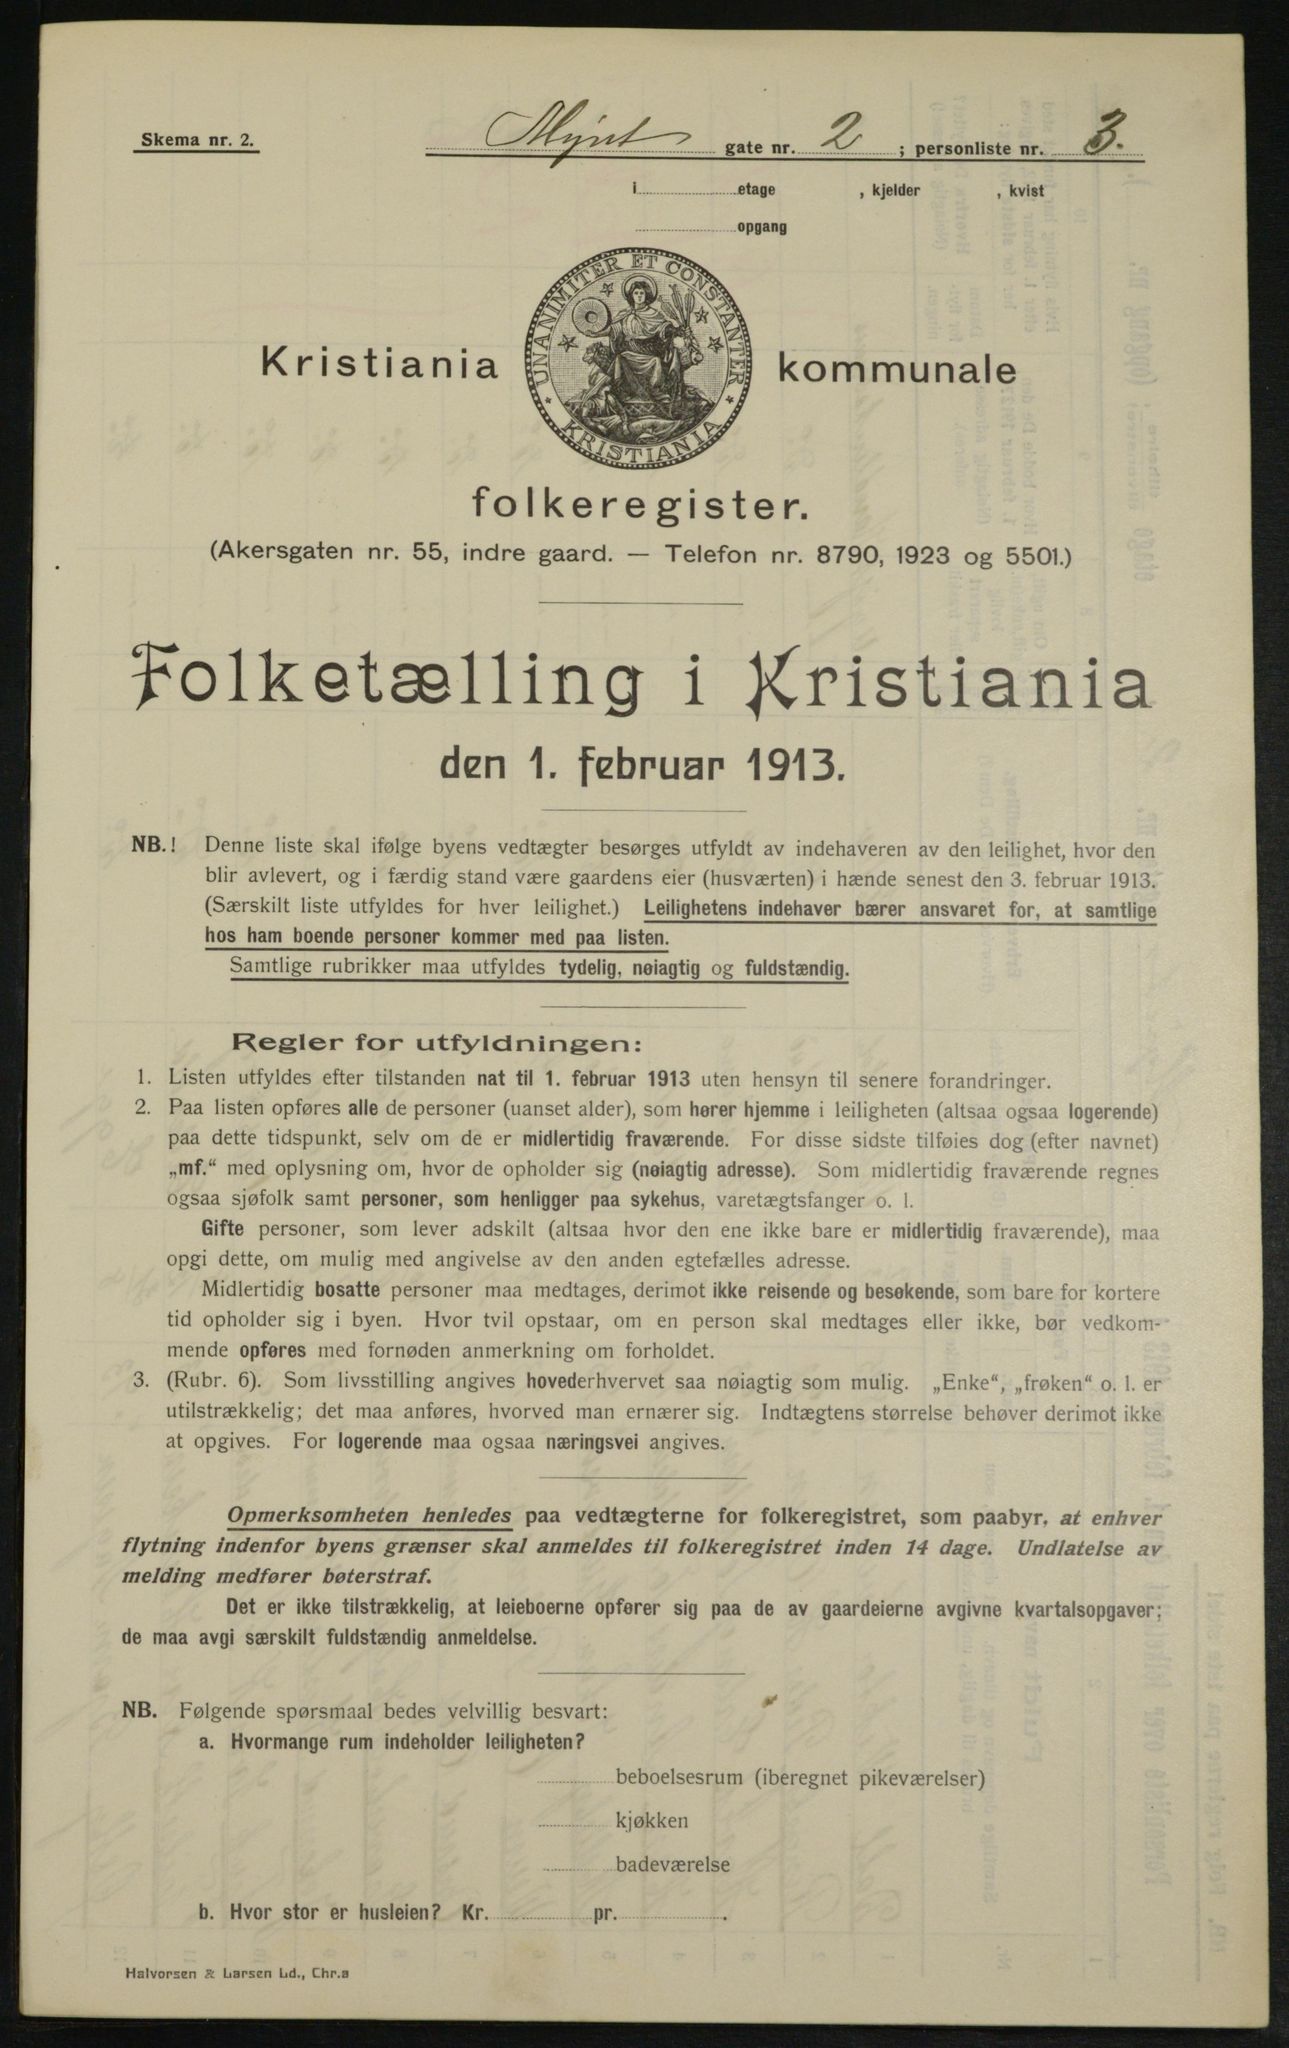 Skema nr. 2.
Mynt gate nr. 2 ; personliste nr. 3.
i etage , kjelder , kvist
opgang
UNANIMITER ET CONSTANTER
KRISTIANIA
Kristiania kommunale
folkeregister.
(Akersgaten nr. 55, indre gaard. — Telefon nr. 8790, 1923 og 5501.)
Folketælling i Kristiania
den 1. februar 1913.
NB.! Denne liste skal ifølge byens vedtægter besørges utfyldt av indehaveren av den leilighet, hvor den
blir avlevert, og i færdig stand være gaardens eier (husværten) i hænde senest den 3. februar 1913.
(Særskilt liste utfyldes for hver leilighet.) Leilighetens indehaver bærer ansvaret for, at samtlige
hos ham boende personer kommer med paa listen.
Samtlige rubrikker maa utfyldes tydelig, nøiagtig og fuldstændig.
Regler for utfyldningen:
1. Listen utfyldes efter tilstanden nat til 1. februar 1913 uten hensyn til senere forandringer.
2. Paa listen opføres alle de personer (uanset alder), som hører hjemme i leiligheten (altsaa ogsaa logerende)
paa dette tidspunkt, selv om de er midlertidig fraværende. For disse sidste tilføies dog (efter navnet)
„mf.“ med oplysning om, hvor de opholder sig (nøiagtig adresse). Som midlertidig fraværende regnes
ogsaa sjøfolk samt personer, som henligger paa sykehus, varetægtsfanger o. l.
Gifte personer, som lever adskilt (altsaa hvor den ene ikke bare er midlertidig fraværende), maa
opgi dette, om mulig med angivelse av den anden egtefælles adresse.
Midlertidig bosatte personer maa medtages, derimot ikke reisende og besøkende, som bare for kortere
tid opholder sig i byen. Hvor tvil opstaar, om en person skal medtages eller ikke, bør vedkom-
mende opføres med fornøden anmerkning om forholdet.
3. (Rubr. 6). Som livsstilling angives hovederhvervet saa nøiagtig som mulig. „Enke“, „frøken“ o. l. er
utilstrækkelig; det maa anføres, hvorved man ernærer sig. Indtægtens størrelse behøver derimot ikke
at opgives. For logerende maa ogsaa næringsvei angives.
Opmerksomheten henledes paa vedtægterne for folkeregistret, som paabyr, at enhver
flytning indenfor byens grænser skal anmeldes til folkeregistret inden 14 dage. Undlatelse av
melding medfører bøterstraf.
Det er ikke tilstrækkelig, at leieboerne opfører sig paa de av gaardeierne avgivne kvartalsopgaver;
de maa avgi særskilt fuldstændig anmeldelse.
NB. Følgende spørsmaal bedes velvillig besvart:
a. Hvormange rum indeholder leiligheten?
beboelsesrum (iberegnet pikeværelser)
kjøkken
badeværelse
b. Hvor stor er husleien? Kr. pr. .
Halvorsen & Larsen Ld., Chr.a